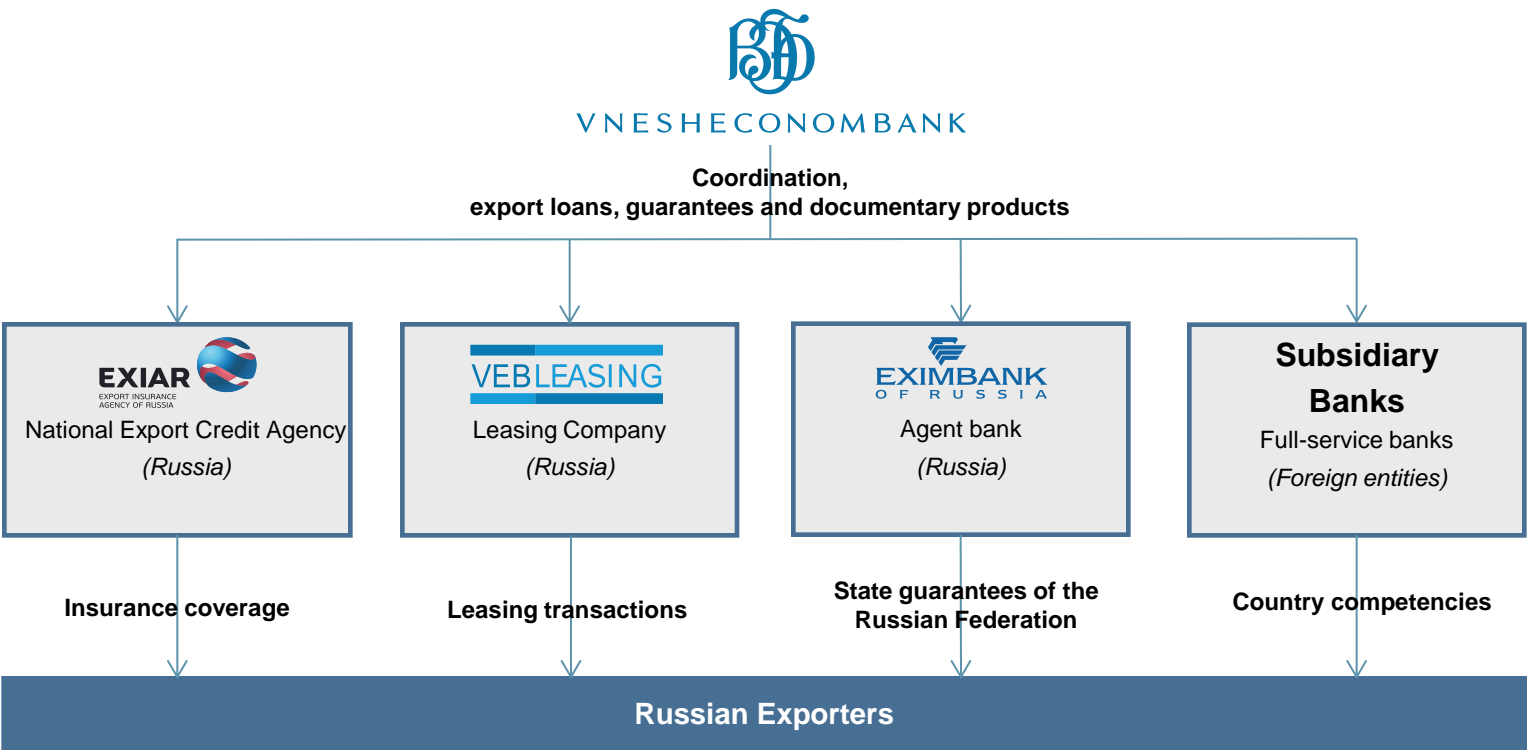 ВЭБ
VNESHECONOMBANK
Coordination,
export loans, guarantees and documentary products
EXIAR
EXPORT INSURANCE
AGENCY OF RUSSIA
National Export Credit Agency
(Russia)
VEBLEASING
Leasing Company
(Russia)
EXIMBANK
OF RUSSIA
Agent bank
(Russia)
Subsidiary
Banks
Full-service banks
(Foreign entities)
Insurance coverage
Leasing transactions
State guarantees of the
Russian Federation
Country competencies
Russian Exporters